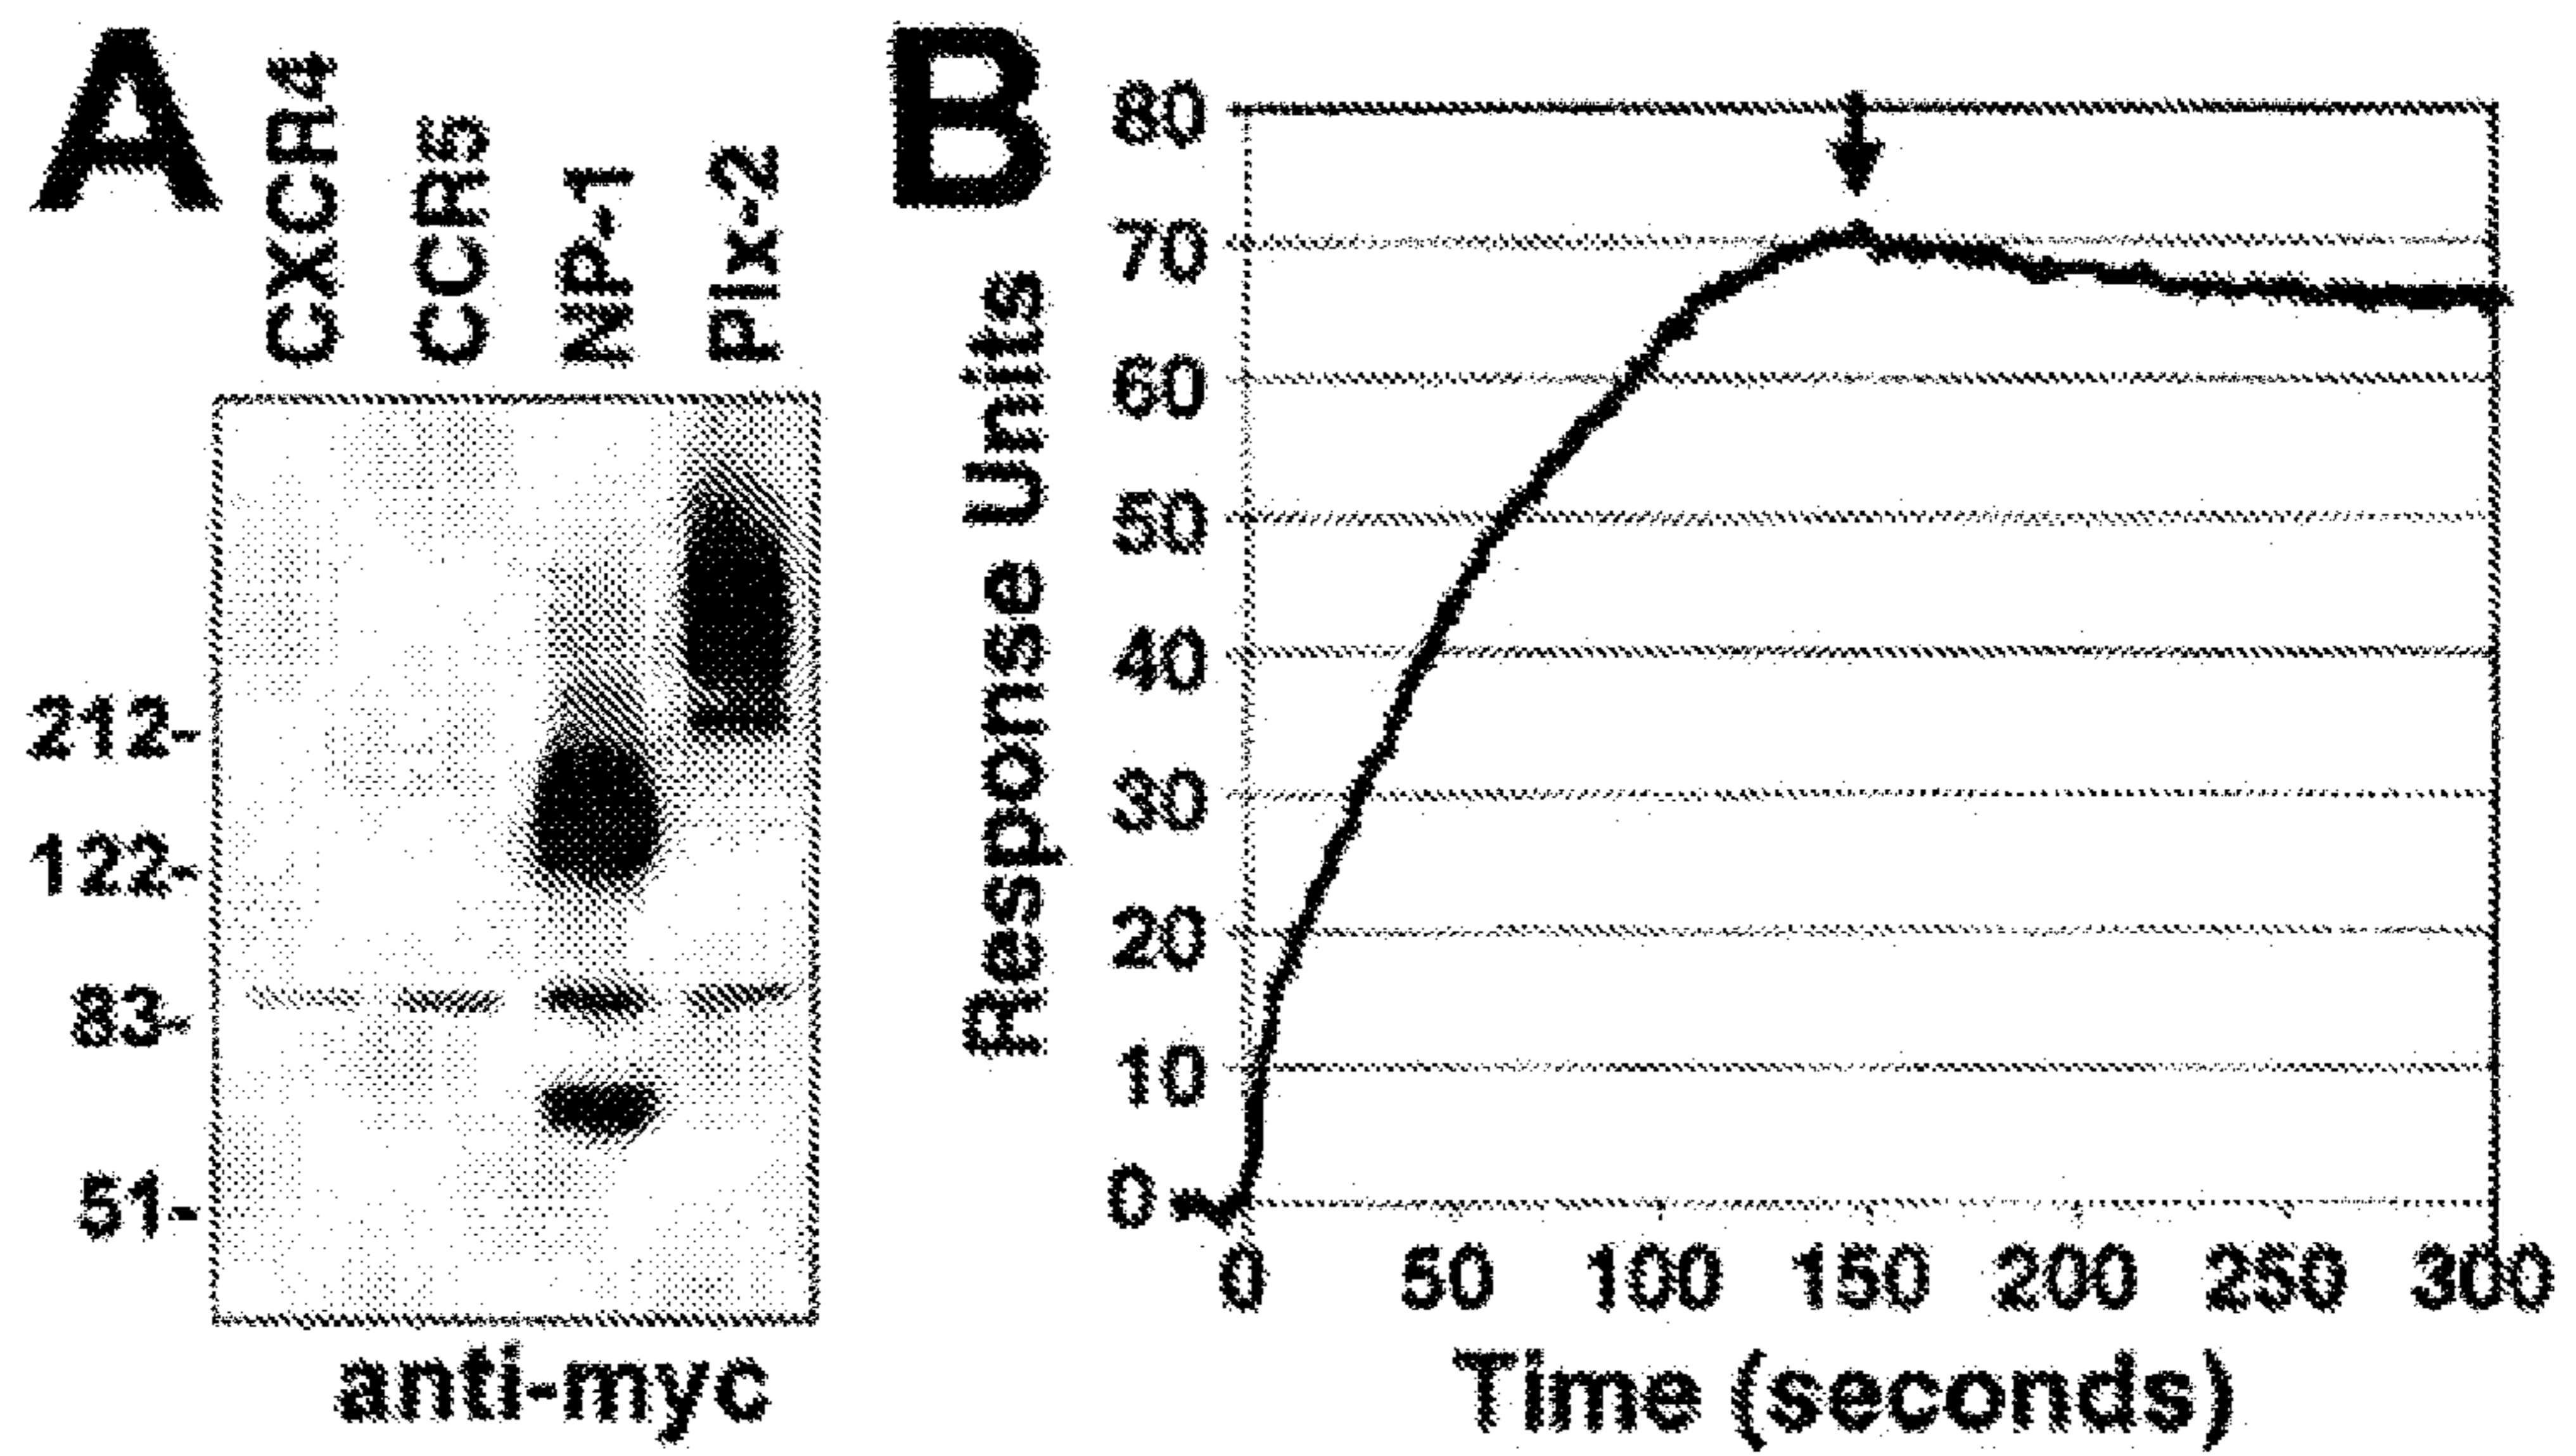 A
CXCR4
CCR5
NP-1
Plx-2
212-
122-
83-
51-
anti-myc
B
Response Units
80
70
60
50
40
30
20
10
0
0 50 100 150 200 250 300
Time (seconds)